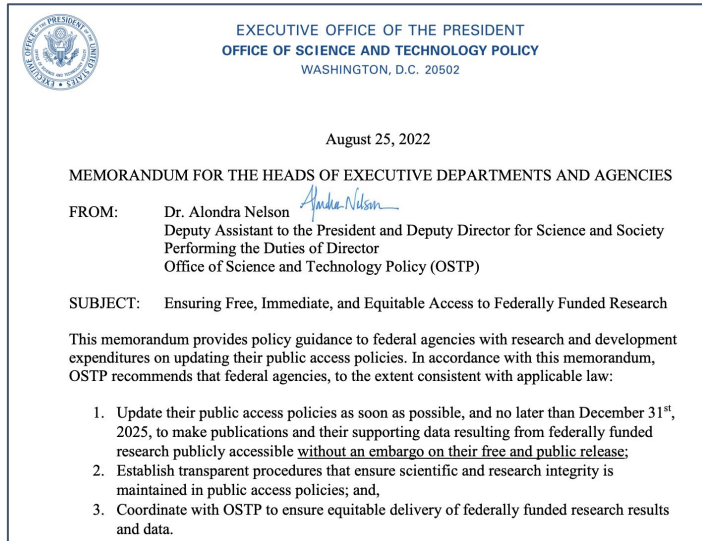 EXECUTIVE OFFICE OF THE PRESIDENT
OFFICE OF SCIENCE AND TECHNOLOGY POLICY
WASHINGTON, D.C. 20502
August 25, 2022
MEMORANDUM FOR THE HEADS OF EXECUTIVE DEPARTMENTS AND AGENCIES
FROM: Dr. Alondra Nelson Alondra Nelson
Deputy Assistant to the President and Deputy Director for Science and Society
Performing the Duties of Director
Office of Science and Technology Policy (OSTP)
SUBJECT: Ensuring Free, Immediate, and Equitable Access to Federally Funded Research
This memorandum provides policy guidance to federal agencies with research and development
expenditures on updating their public access policies. In accordance with this memorandum,
OSTP recommends that federal agencies, to the extent consistent with applicable law:
1. Update their public access policies as soon as possible, and no later than December 31st,
2025, to make publications and their supporting data resulting from federally funded
research publicly accessible without an embargo on their free and public release;
2. Establish transparent procedures that ensure scientific and research integrity is
maintained in public access policies; and,
3. Coordinate with OSTP to ensure equitable delivery of federally funded research results
and data.